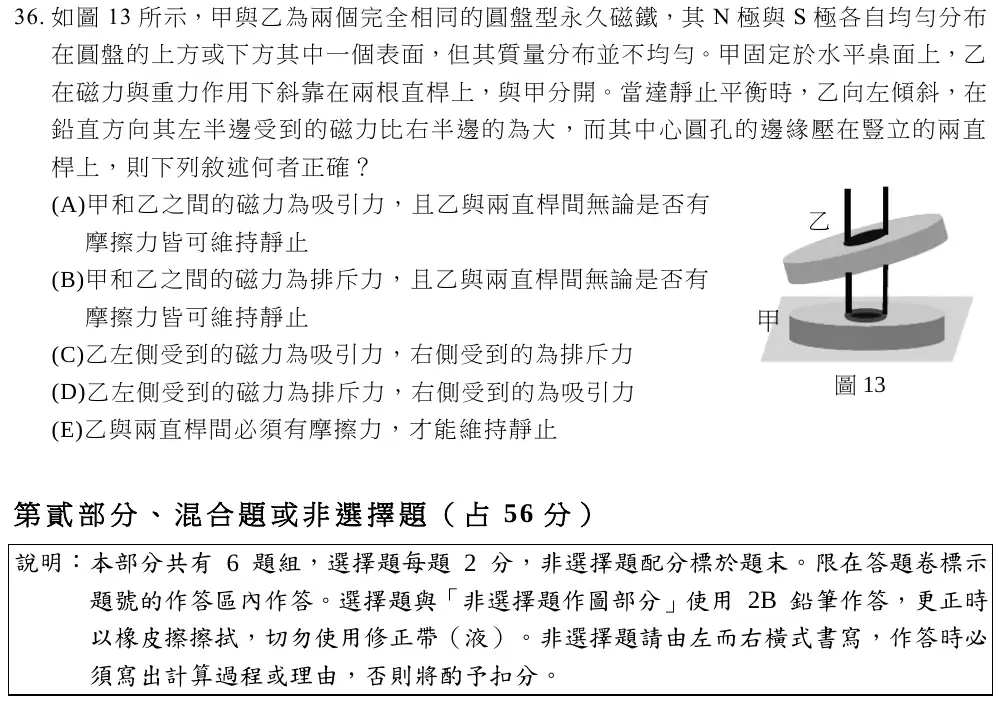 36. 如圖 13 所示，甲與乙為兩個完全相同的圓盤型永久磁鐵，其 N 極與 S 極各自均勻分布
在圓盤的上方或下方其中一個表面，但其質量分布並不均勻。甲固定於水平桌面上，乙
在磁力與重力作用下斜靠在兩根直桿上，與甲分開。當達靜止平衡時，乙向左傾斜，在
鉛直方向其左半邊受到的磁力比右半邊的為大，而其中心圓孔的邊緣壓在豎立的兩直
桿上，則下列敘述何者正確？
(A)甲和乙之間的磁力為吸引力，且乙與兩直桿間無論是否有
摩擦力皆可維持靜止
(B)甲和乙之間的磁力為排斥力，且乙與兩直桿間無論是否有
摩擦力皆可維持靜止
(C)乙左側受到的磁力為吸引力，右側受到的為排斥力
(D)乙左側受到的磁力為排斥力，右側受到的為吸引力
(E)乙與兩直桿間必須有摩擦力，才能維持靜止
乙
甲
圖 13
第貳部分、混合題或非選擇題（占 56 分）
說明：本部分共有 6 題組，選擇題每題 2 分，非選擇題配分標於題末。限在答題卷標示
題號的作答區內作答。選擇題與「非選擇題作圖部分」使用 2B 鉛筆作答，更正時
以橡皮擦擦拭，切勿使用修正帶（液）。非選擇題請由左而右橫式書寫，作答時必
須寫出計算過程或理由，否則將酌予扣分。